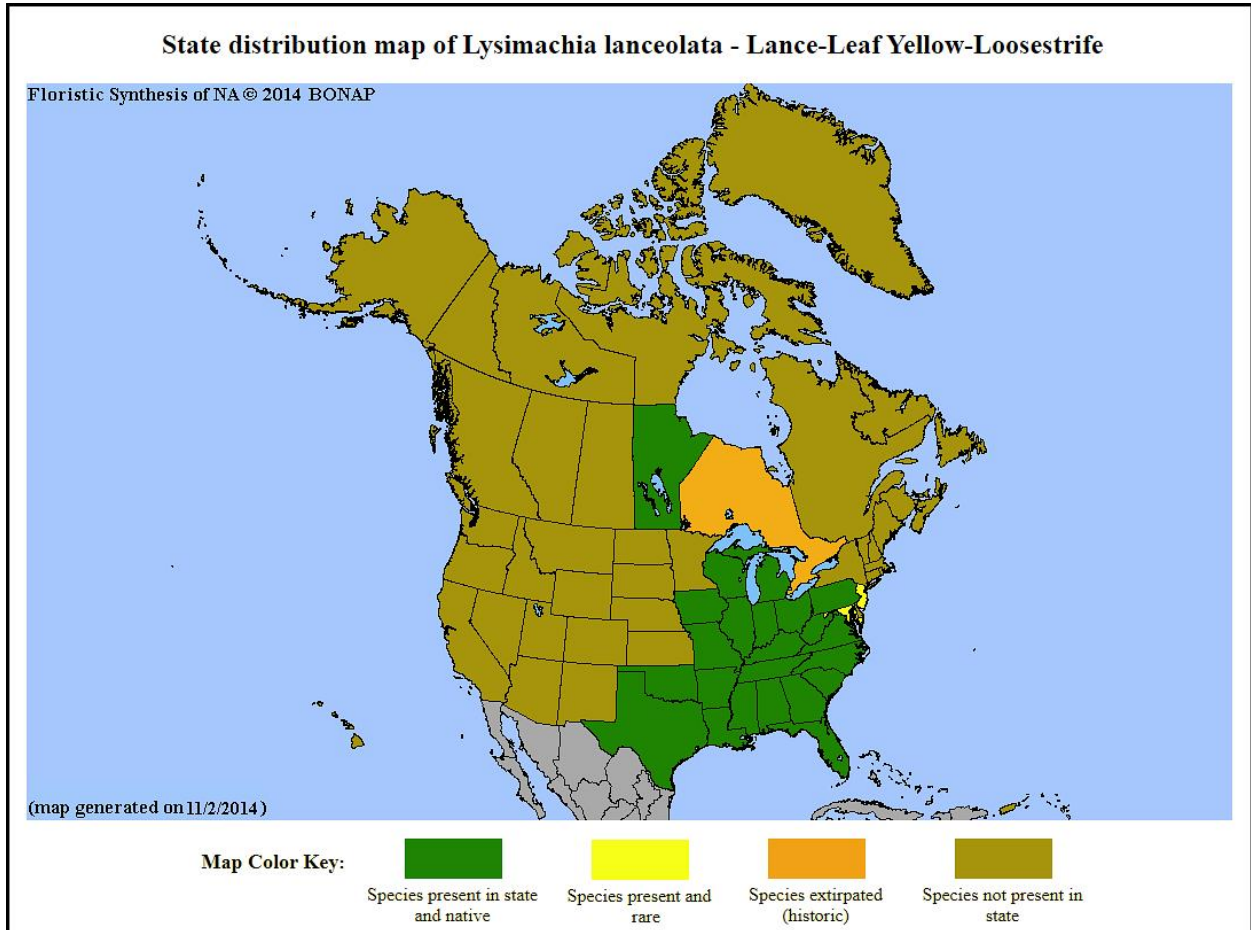 State distribution map of Lysimachia lanceolata - Lance-Leaf Yellow-Loosestrife
Floristic Synthesis of NA © 2014 BONAP
(map generated on 11/2/2014)
Map Color Key:
Species present in state
and native
Species present and
rare
Species extirpated
(historic)
Species not present in
state